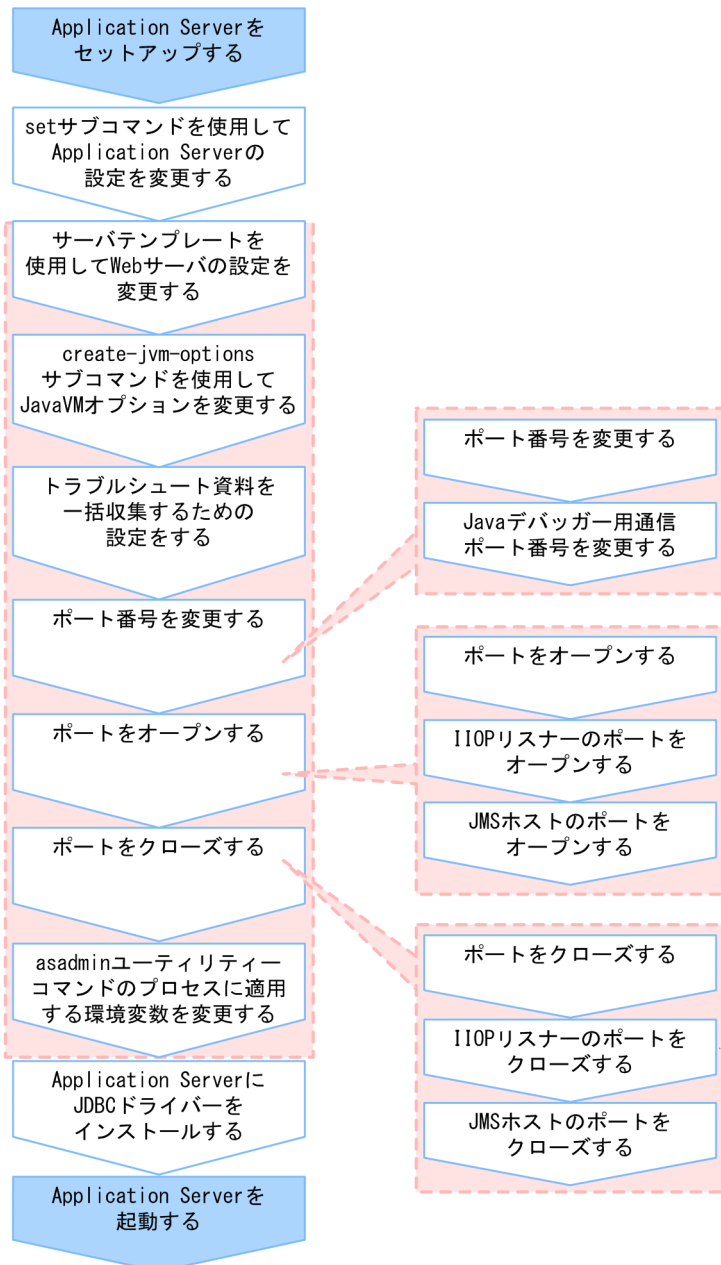 Application Serverを
セットアップする
setサブコマンドを使用して
Application Serverの
設定を変更する
サーバテンプレートを
使用してWebサーバの設定を
変更する
create-jvm-options
サブコマンドを使用して
JavaVMオプションを変更する
トラブルシュート資料を
一括収集するための
設定をする
ポート番号を変更する
ポートをオープンする
ポートをクローズする
asadminユーティリティー
コマンドのプロセスに適用
する環境変数を変更する
Application Serverに
JDBCドライバーを
インストールする
Application Serverを
起動する
ポート番号を変更する
Javaデバッガー用通信
ポート番号を変更する
ポートをオープンする
IIOPリスナーのポートを
オープンする
JMSホストのポートを
オープンする
ポートをクローズする
IIOPリスナーのポートを
クローズする
JMSホストのポートを
クローズする